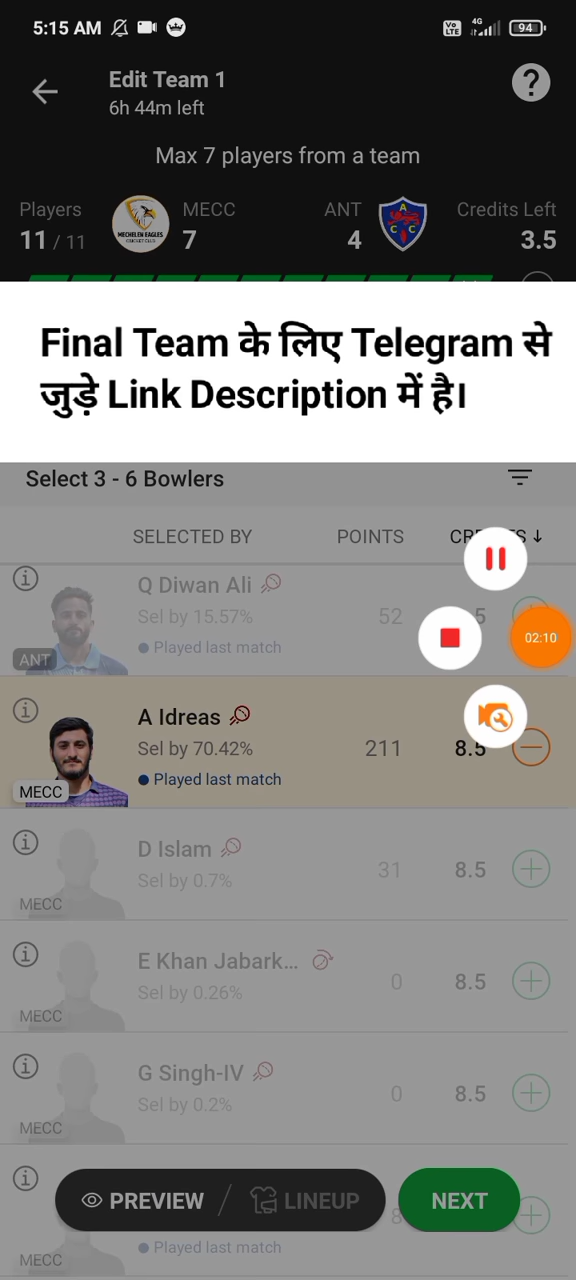 5:15 AM
Vo LTE 4G 94
Edit Team 1
6h 44m left
Max 7 players from a team
Players MECC ANT Credits Left
11 / 11 7 4 3.5
MECHELEN EAGLES
CRICKET CLUB
A C C
Final Team के लिए Telegram से
जुड़े Link Description में है।
Select 3 - 6 Bowlers
SELECTED BY POINTS
Q Diwan Ali
Sel by 15.57% 52
Played last match
ANT
02:10
A Idreas
Sel by 70.42% 211 8.5
Played last match
MECC
D Islam
Sel by 0.7% 31 8.5
MECC
E Khan Jabark...
Sel by 0.26% 0 8.5
MECC
G Singh-IV
Sel by 0.2% 0 8.5
MECC
PREVIEW LINEUP NEXT
Played last match
MECC